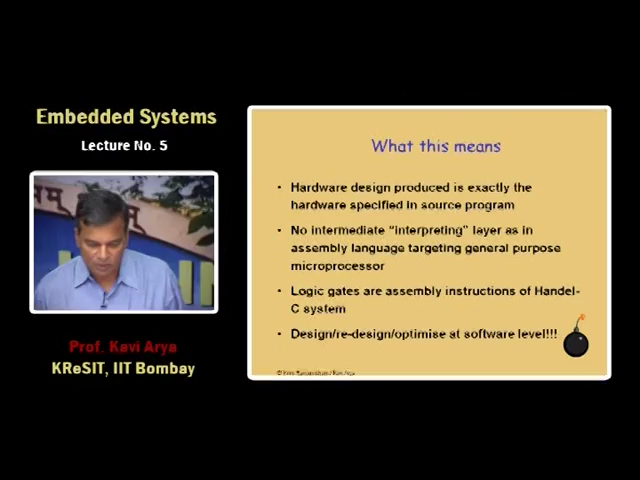 Embedded Systems
Lecture No. 5
Prof. Kavi Arya
KReSIT, IIT Bombay
What this means
• Hardware design produced is exactly the
hardware specified in source program
• No intermediate “interpreting” layer as in
assembly language targeting general purpose
microprocessor
• Logic gates are assembly instructions of Handel-
C system
• Design/re-design/optimise at software level!!!